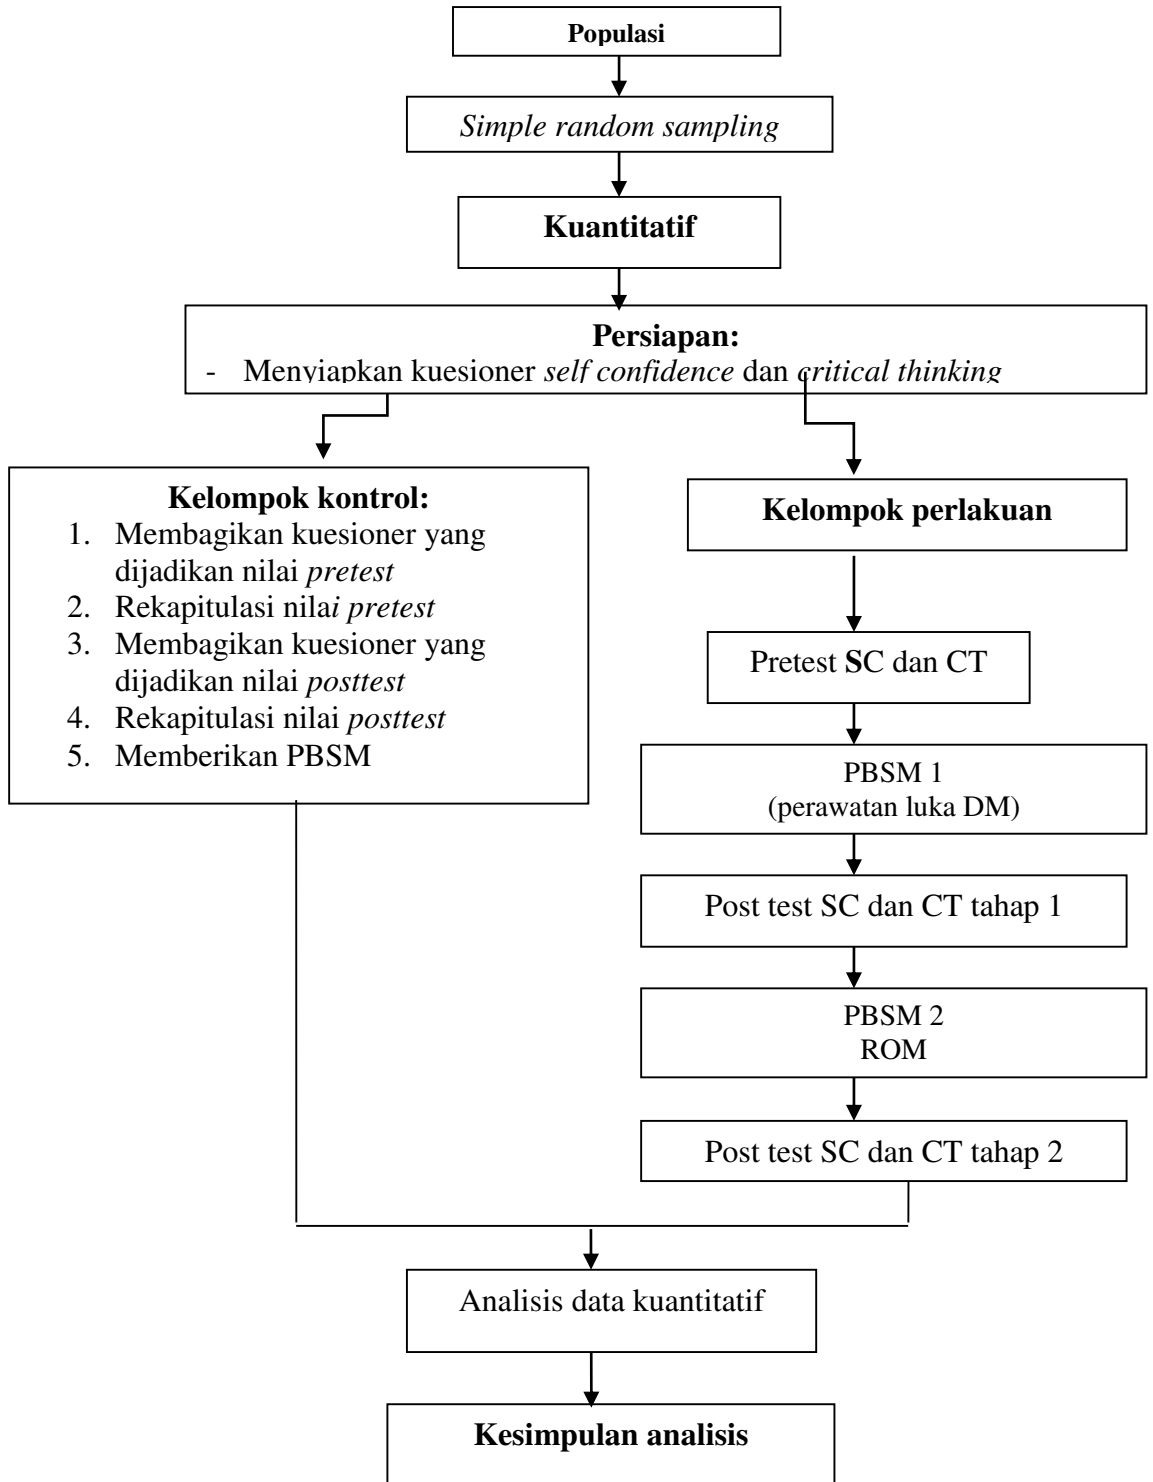 Populasi
Simple random sampling
Kuantitatif
Persiapan:
- Menyiapkan kuesioner self confidence dan critical thinking
Kelompok kontrol:
1. Membagikan kuesioner yang
dijadikan nilai pretest
2. Rekapitulasi nilai pretest
3. Membagikan kuesioner yang
dijadikan nilai posttest
4. Rekapitulasi nilai posttest
5. Memberikan PBSM
Kelompok perlakuan
Pretest SC dan CT
PBSM 1
(perawatan luka DM)
Post test SC dan CT tahap 1
PBSM 2
ROM
Post test SC dan CT tahap 2
Analisis data kuantitatif
Kesimpulan analisis